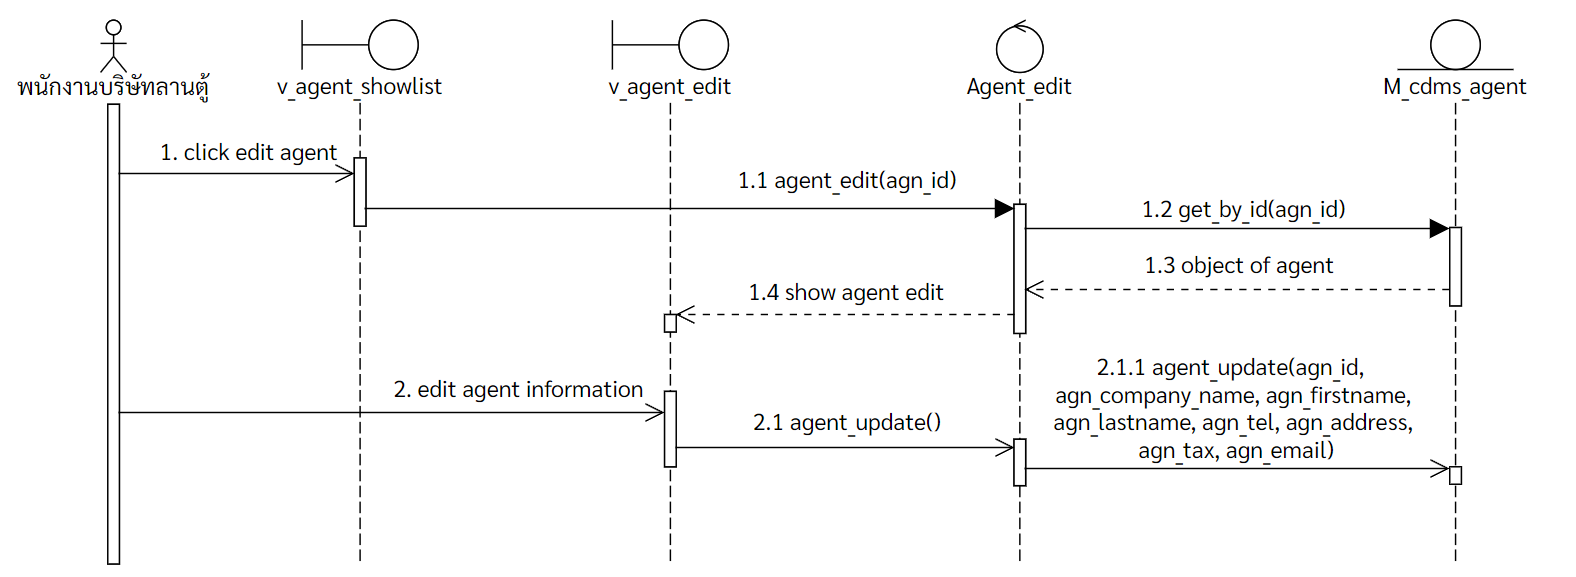 พนักงานบริษัทลานตู้
v_agent_showlist
v_agent_edit
Agent_edit
M_cdms_agent
1. click edit agent
1.1 agent_edit(agn_id)
1.2 get_by_id(agn_id)
1.3 object of agent
1.4 show agent edit
2. edit agent information
2.1 agent_update()
2.1.1 agent_update(agn_id,
agn_company_name, agn_firstname,
agn_lastname, agn_tel, agn_address,
agn_tax, agn_email)